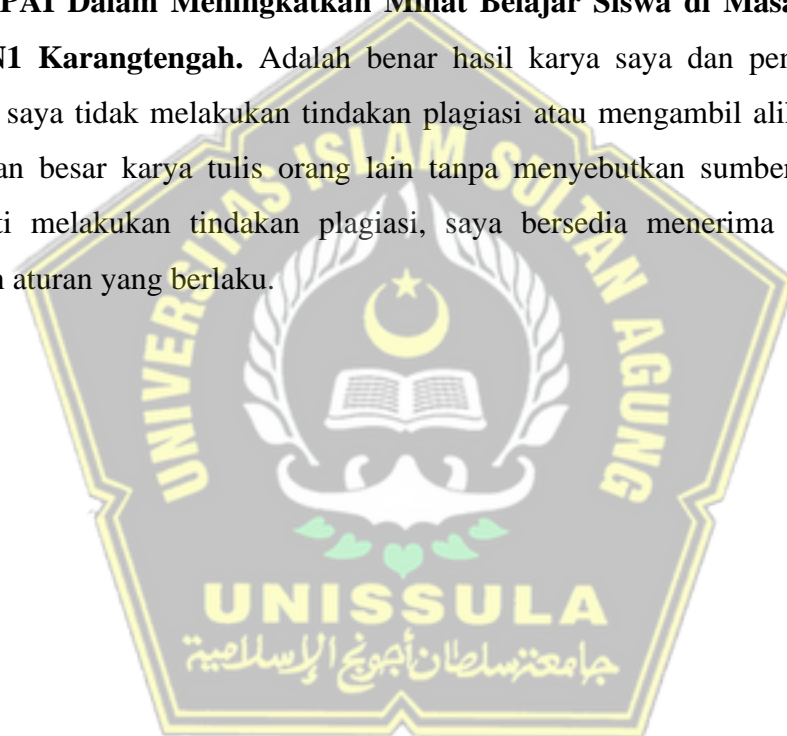 PAI Dalam Meningkatkan Minat Belajar Siswa di Masa
N1 Karangtengah. Adalah benar hasil karya saya dan pen
saya tidak melakukan tindakan plagiasi atau mengambil alih
an besar karya tulis orang lain tanpa menyebutkan sumber
ti melakukan tindakan plagiasi, saya bersedia menerima
n aturan yang berlaku.
UNIVERSITAS ISLAM SULTAN AGUNG
UNISSULA
جامعة سلطان أجونج الإسلامية